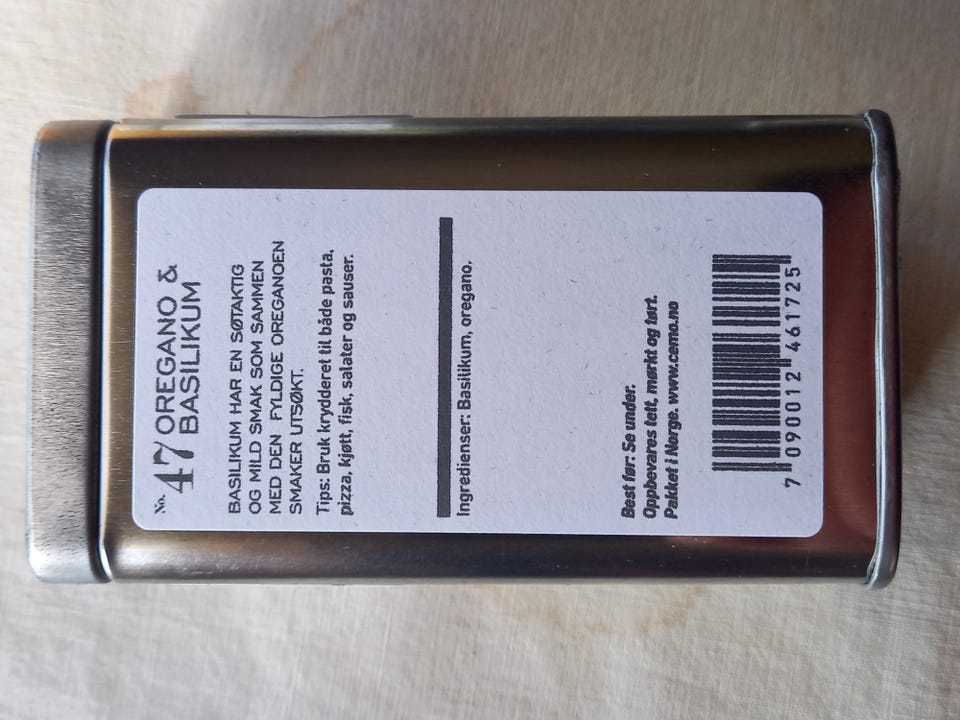 No. 47 OREGANO &
BASILIKUM
BASILIKUM HAR EN SØTAKTIG
OG MILD SMAK SOM SAMMEN
MED DEN FYLDIGE OREGANOEN
SMAKER UTSØKT.
Tips: Bruk krydderet til både pasta,
pizza, kjøtt, fisk, salater og sauser.
Ingredienser: Basilikum, oregano.
Best før: Se under.
Oppbevares tett, mørkt og tørt.
Pakket i Norge. www.cemo.no
7 090012 461725